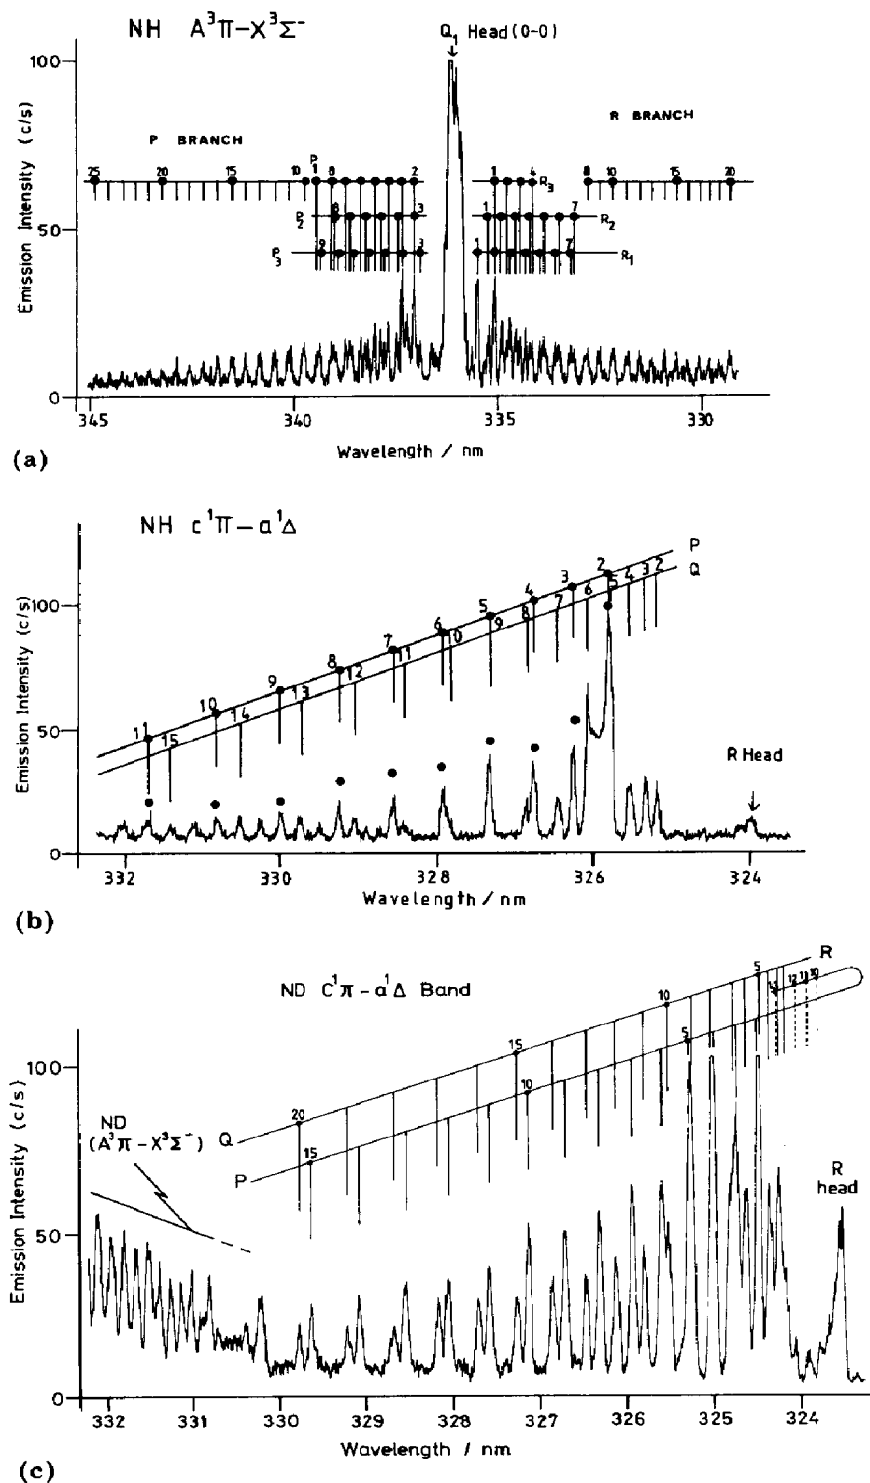 NH A³Π-X³Σ⁻
Q₁ Head (0-0)
Emission Intensity (c/s)
100
50
0
P BRANCH
R BRANCH
25 20 15 10 P₁ 8 2
1 4 R₃ 8 10 15 20
P₂ 8 3
1 7 R₂
P₃ 9 3
1 7 R₁
345 340 335 330
Wavelength / nm
(a)
NH c¹Π-a¹Δ
Emission Intensity (c/s)
100
50
0
P
Q
11 10 9 8 7 6 5 4 3 2
15 14 13 12 11 10 9 8 7 6 5 4 3 2
R Head
332 330 328 326 324
Wavelength / nm
(b)
ND C¹π-a¹Δ Band
Emission Intensity (c/s)
100
50
0
ND
(A³π-X³Σ⁻)
Q 20 15 10 5 R
P 15 10 5 13 12 11 10
R
head
332 331 330 329 328 327 326 325 324
Wavelength / nm
(c)